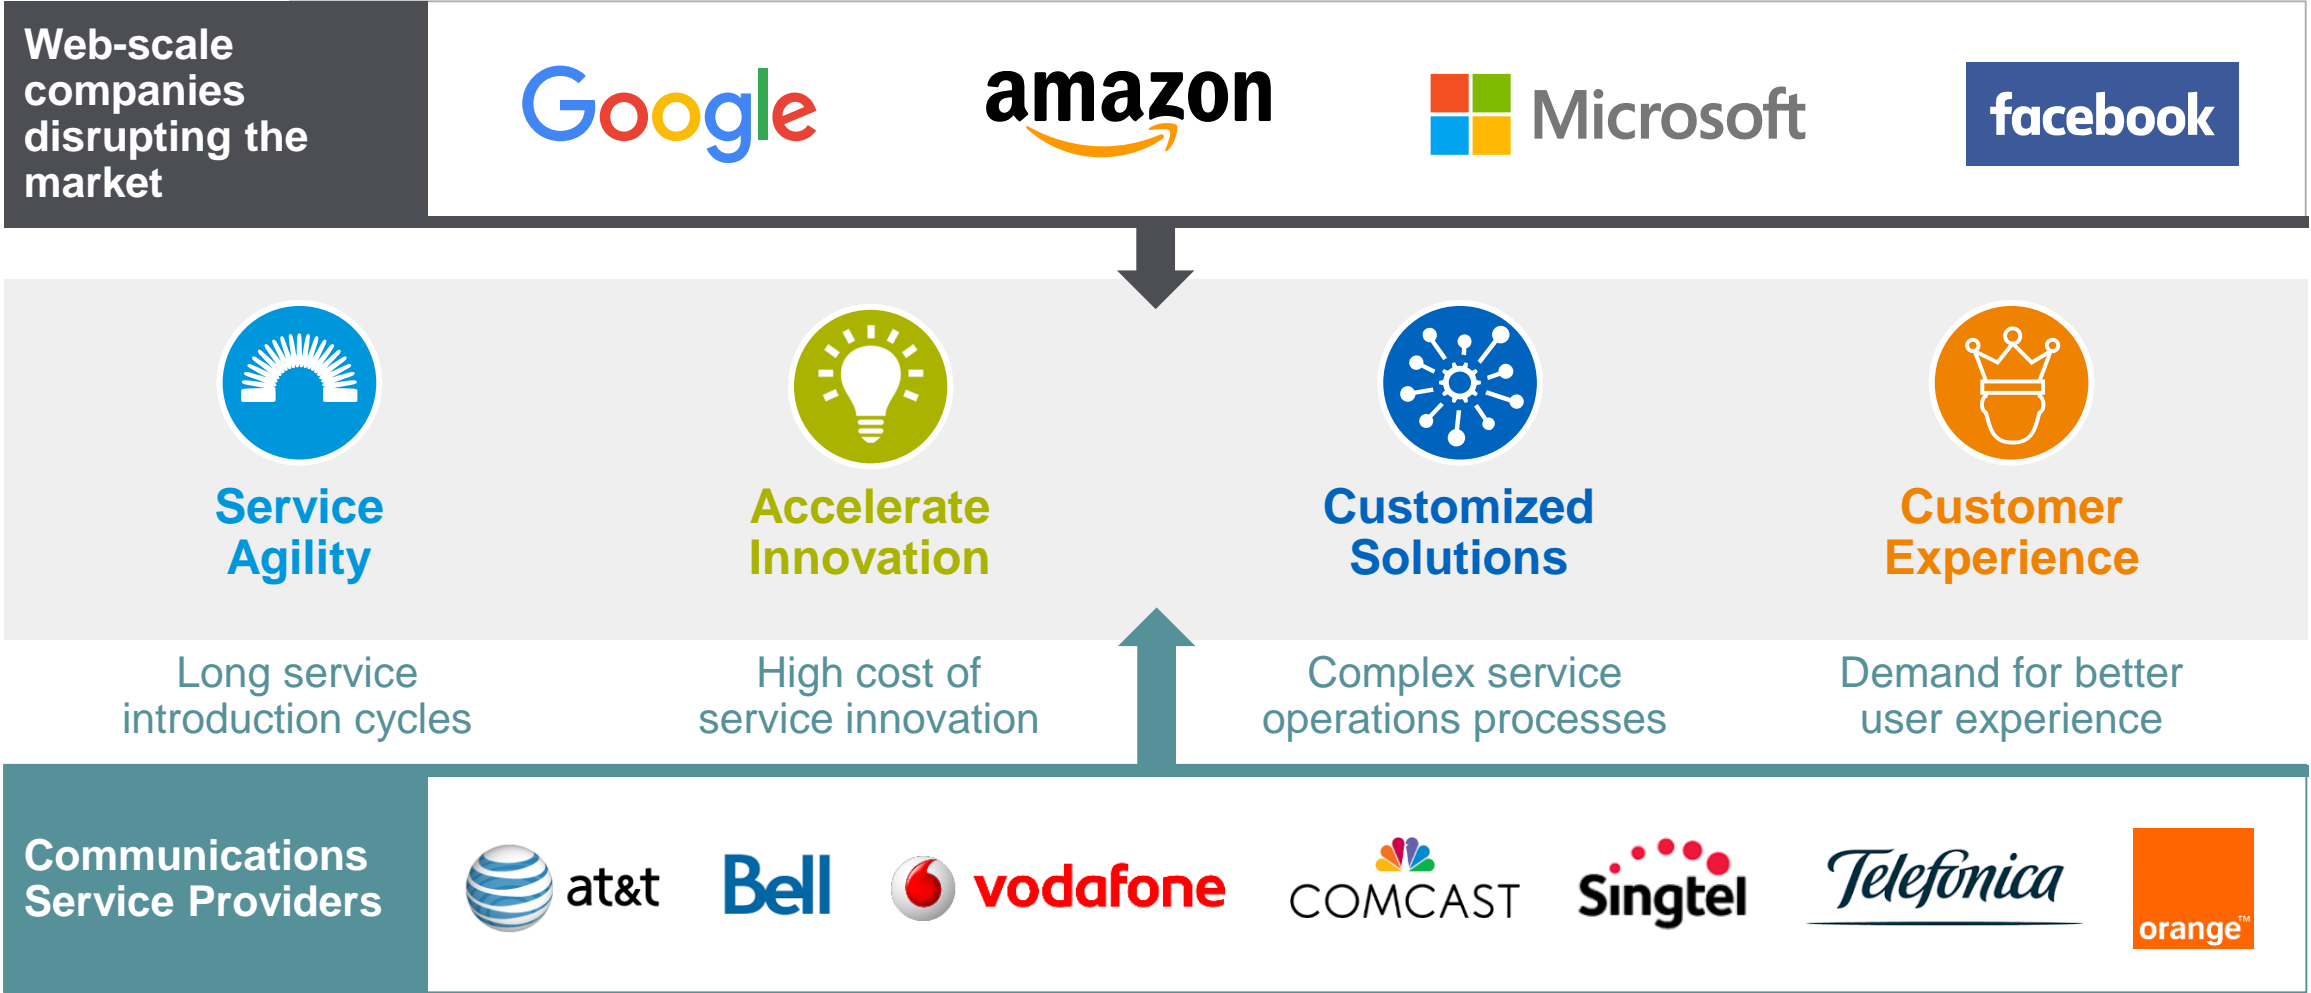 Web-scale
companies
disrupting the
market
Google
amazon
Microsoft
facebook
Service
Agility
Accelerate
Innovation
Customized
Solutions
Customer
Experience
Long service
introduction cycles
High cost of
service innovation
Complex service
operations processes
Demand for better
user experience
Communications
Service Providers
at&t
Bell
vodafone
COMCAST
Singtel
Telefónica
orange™